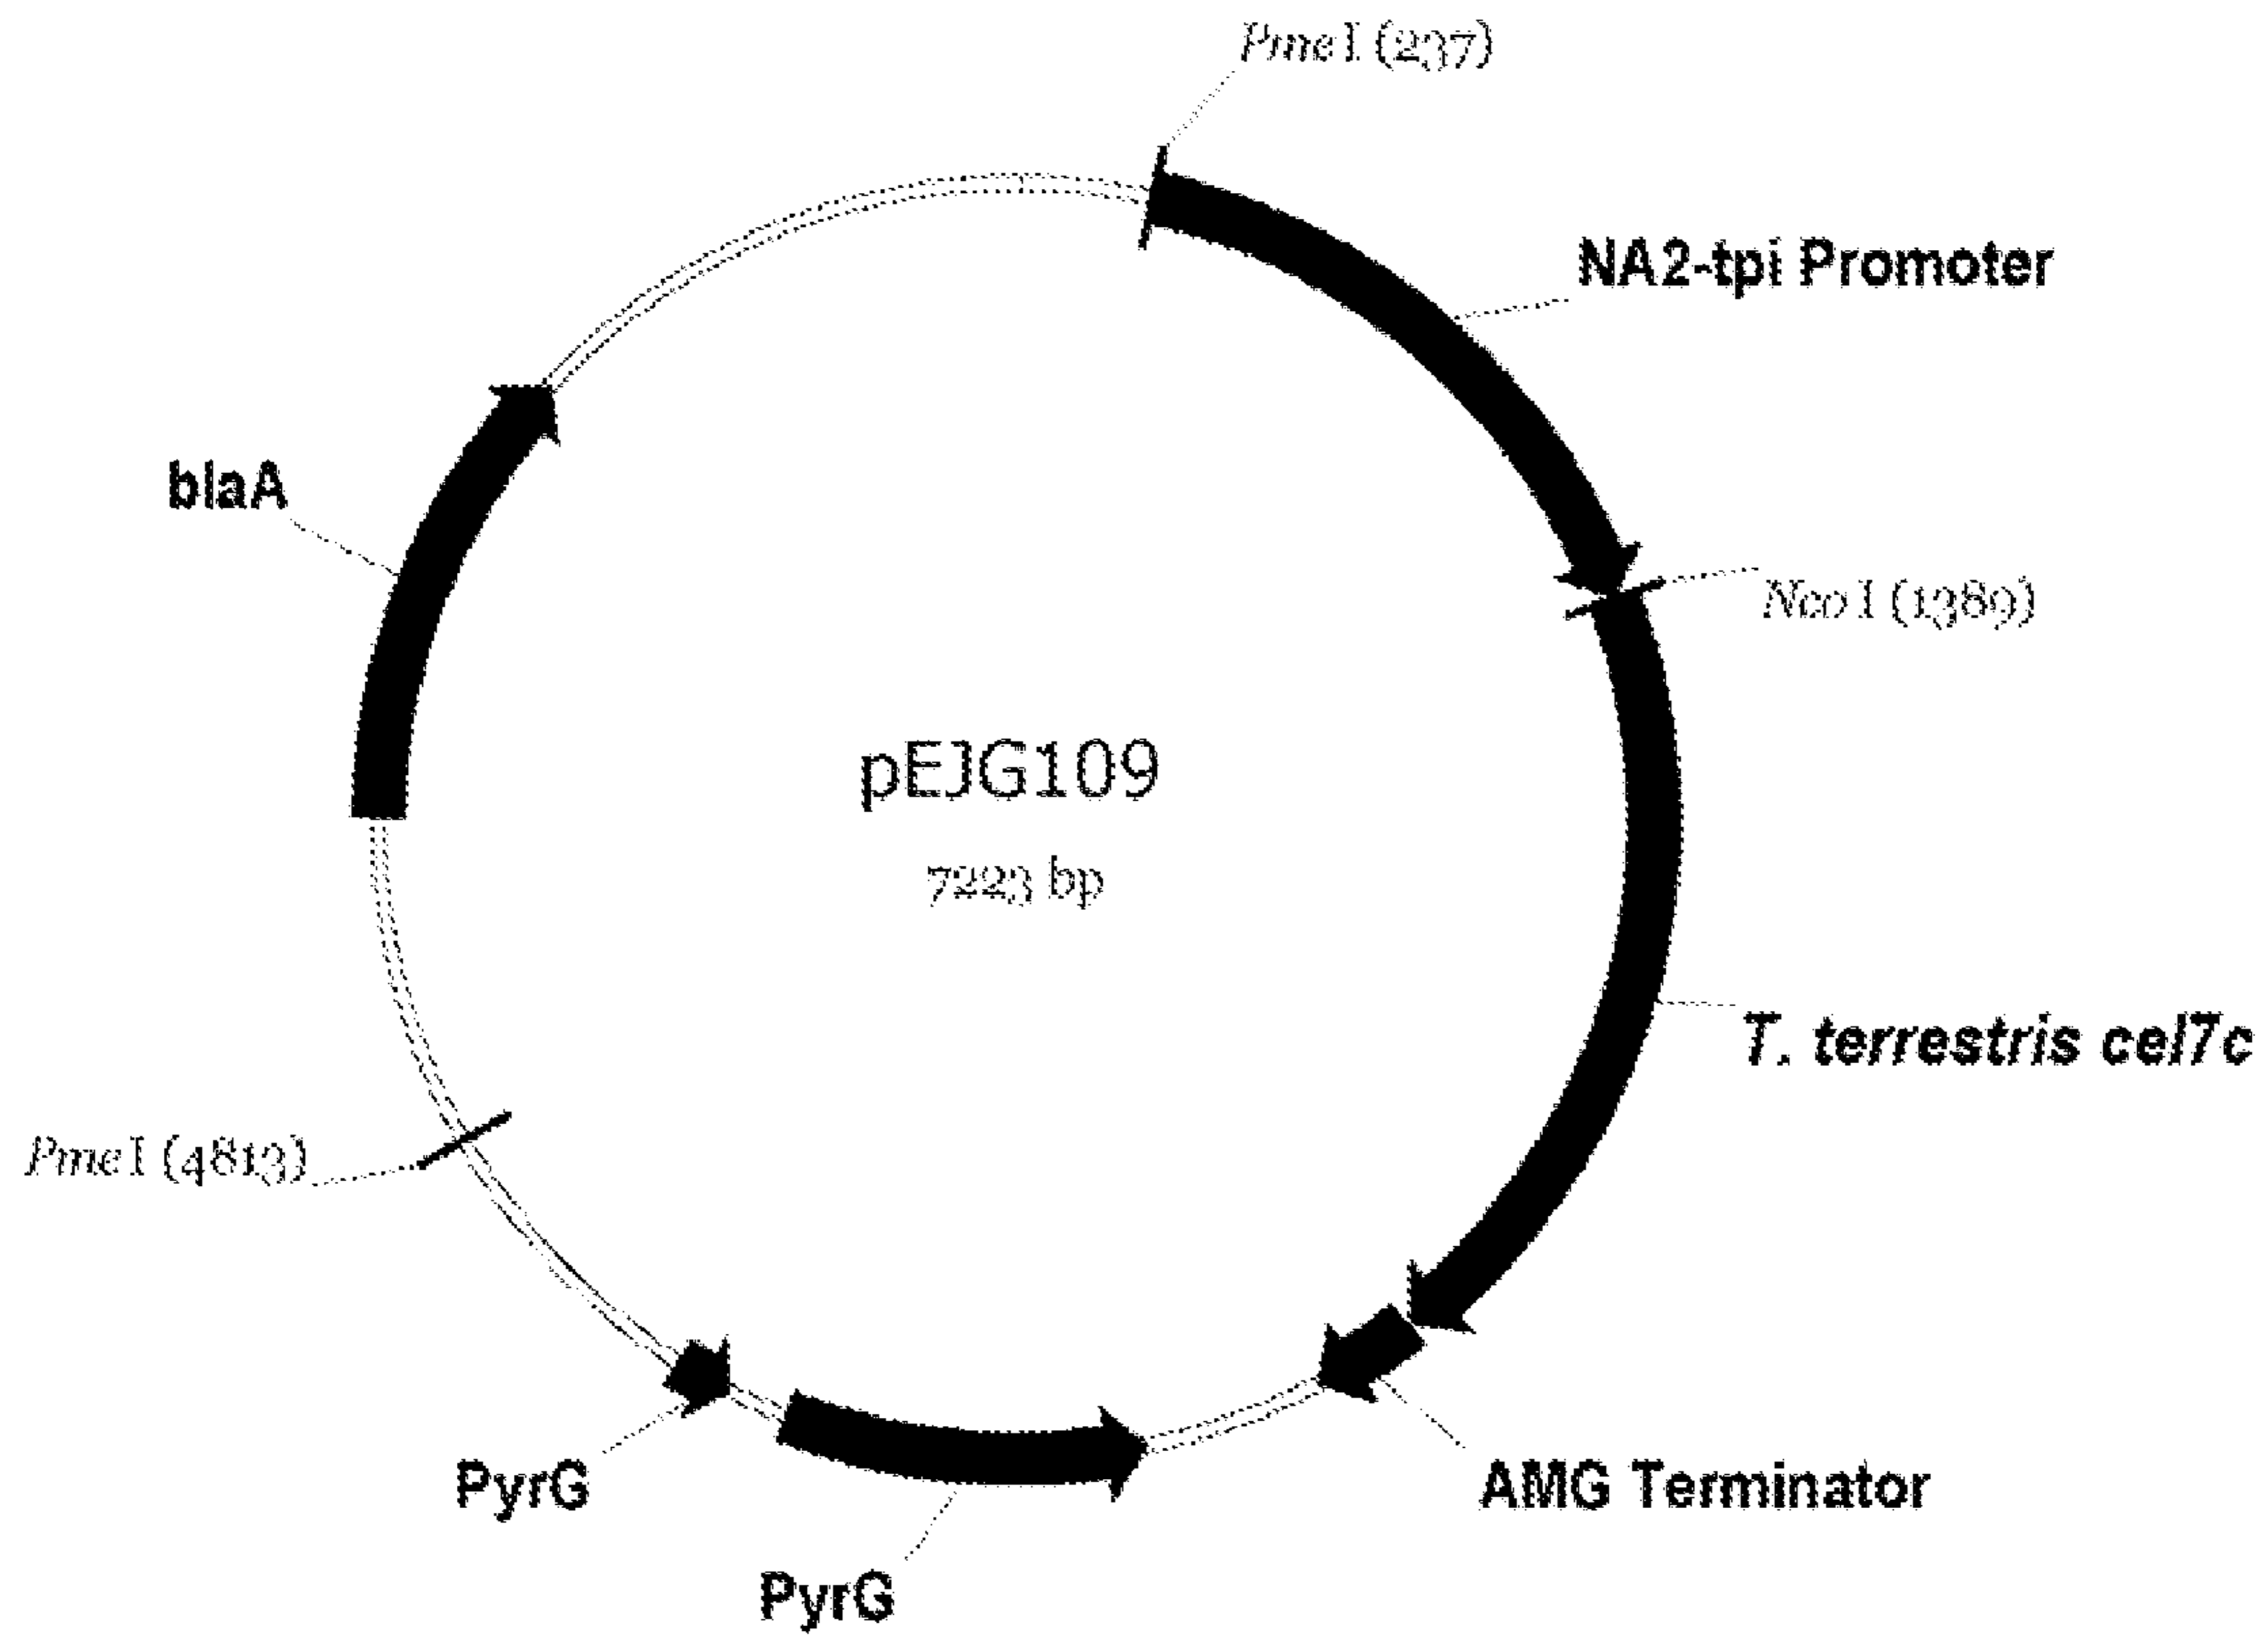 PmeI (237)
NA2-tpi Promoter
blaA
NcoI (1389)
pEJG109
7223 bp
T. terrestris cel7c
PmeI (4813)
PyrG
AMG Terminator
PyrG